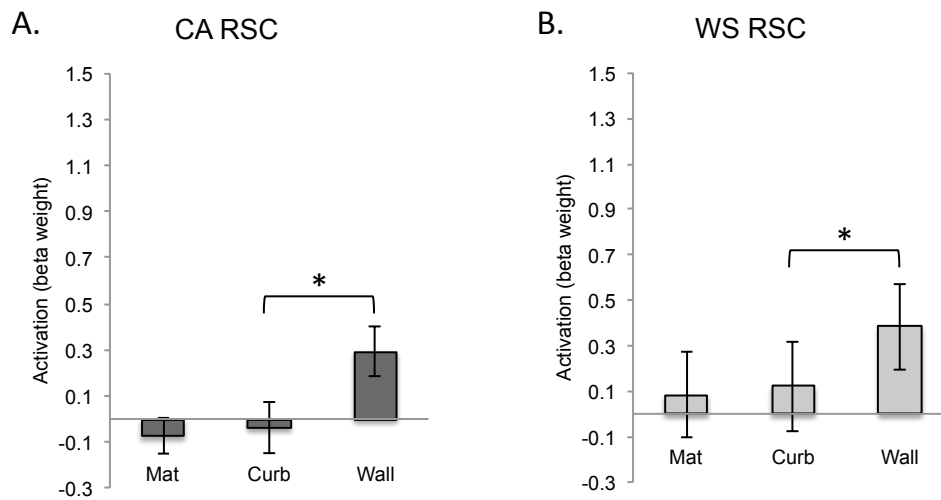 A.
CA RSC
1.5
1.3
1.1
0.9
0.7
0.5
0.3
0.1
-0.1
-0.3
Activation (beta weight)
*
Mat
Curb
Wall
B.
WS RSC
1.5
1.3
1.1
0.9
0.7
0.5
0.3
0.1
-0.1
-0.3
Activation (beta weight)
*
Mat
Curb
Wall